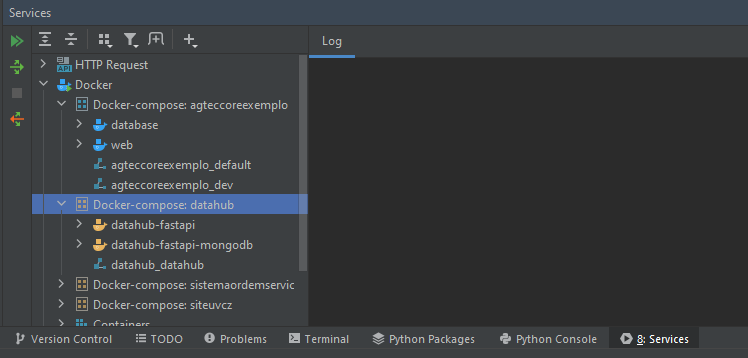 Services
Log
HTTP Request
Docker
Docker-compose: agteccoreexemplo
database
web
agteccoreexemplo_default
agteccoreexemplo_dev
Docker-compose: datahub
datahub-fastapi
datahub-fastapi-mongodb
datahub_datahub
Docker-compose: sistemaordemservic
Docker-compose: siteuvcz
Containers
Version Control TODO Problems Terminal Python Packages Python Console 8: Services